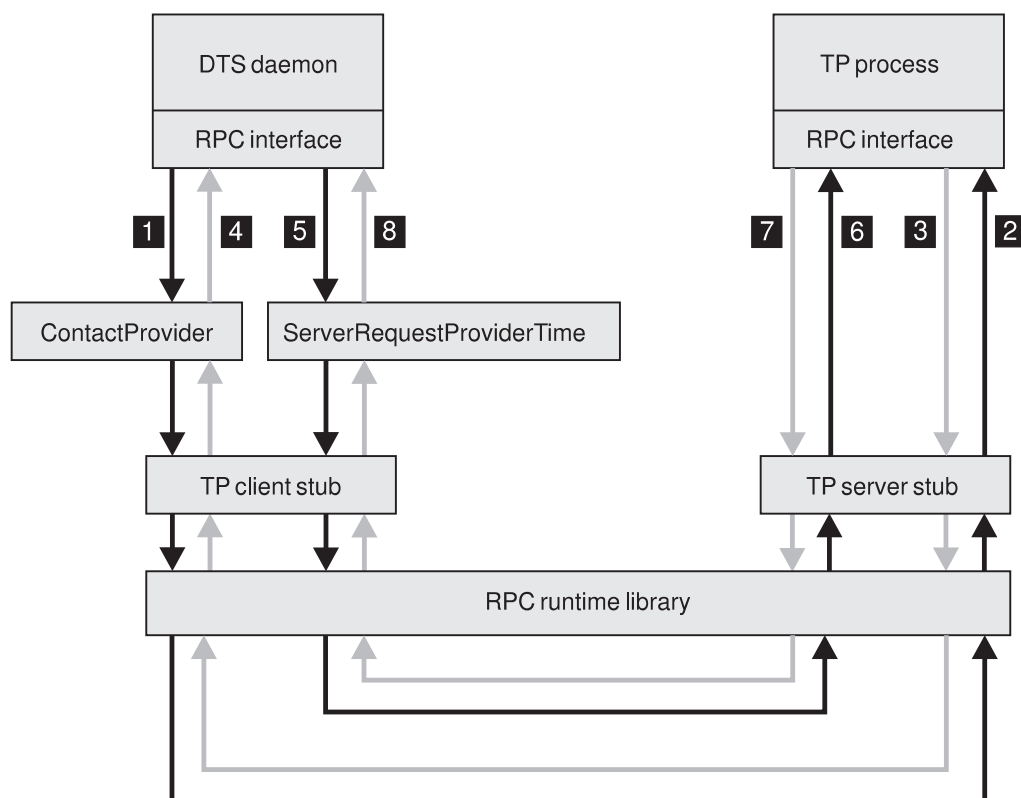 DTS daemon
TP process
RPC interface
RPC interface
1
4
5
8
7
6
3
2
ContactProvider
ServerRequestProviderTime
TP client stub
TP server stub
RPC runtime library